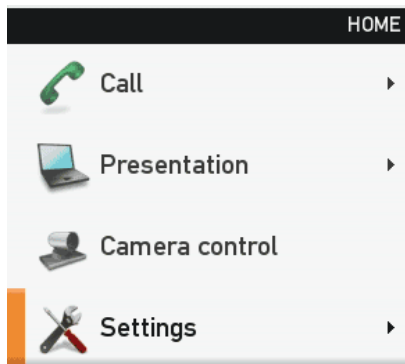 HOME
Call
Presentation
Camera control
Settings